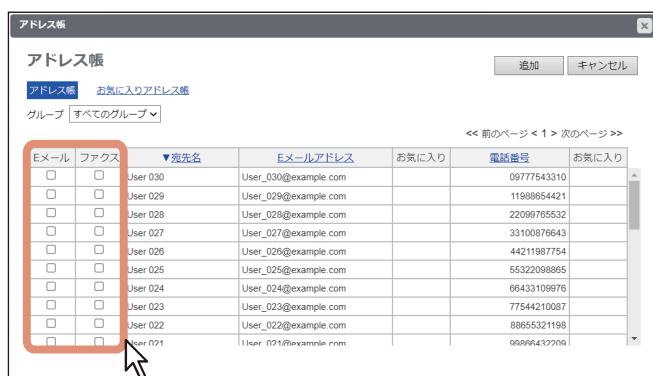 アドレス帳
アドレス帳
追加 キャンセル
アドレス帳 お気に入りアドレス帳
グループ すべてのグループ
<< 前のページ < 1 > 次のページ >>
Eメール ファクス ▼宛先名 Eメールアドレス お気に入り 電話番号 お気に入り
User 030 User_030@example.com 09777543310
User 029 User_029@example.com 11988654421
User 028 User_028@example.com 22099765532
User 027 User_027@example.com 33100876643
User 026 User_026@example.com 44211987754
User 025 User_025@example.com 55322098865
User 024 User_024@example.com 66433109976
User 023 User_023@example.com 77544210087
User 022 User_022@example.com 88655321198
User 021 User_021@example.com 99866432209